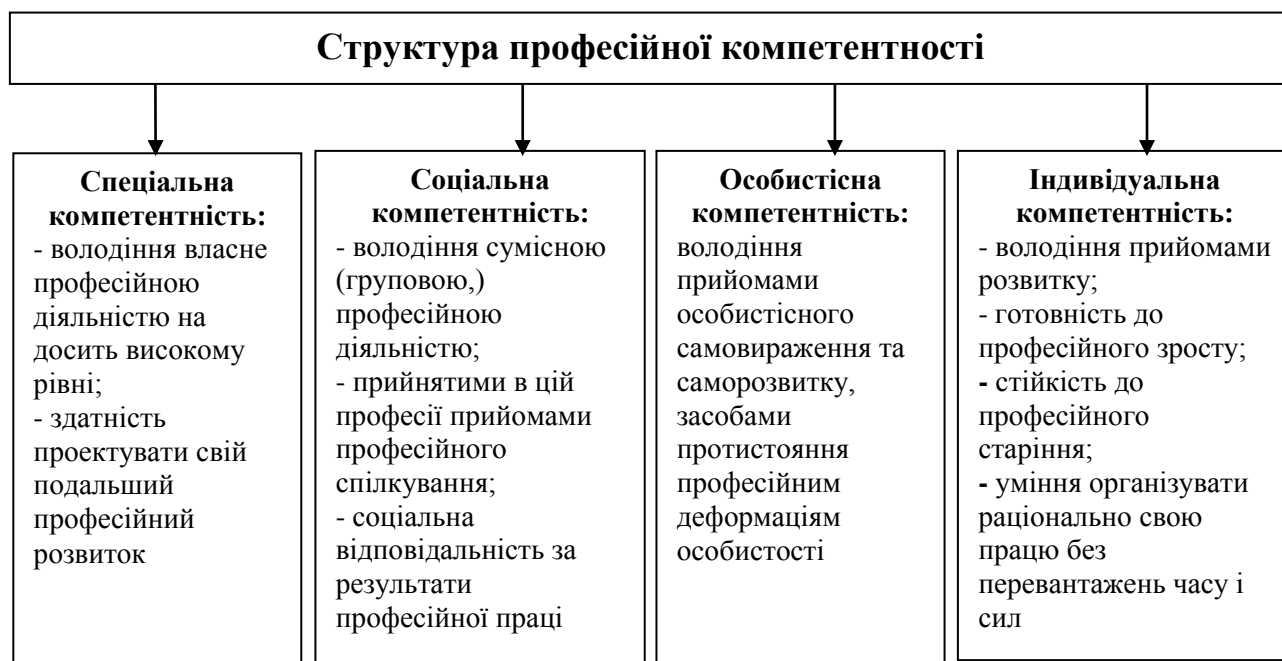 Структура професійної компетентності
Спеціальна
компетентність:
- володіння власне
професійною
діяльністю на
досить високому
рівні;
- здатність
проектувати свій
подальший
професійний
розвиток
Соціальна
компетентність:
- володіння сумісною
(груповою,)
професійною
діяльністю;
- прийнятими в цій
професії прийомами
професійного
спілкування;
- соціальна
відповідальність за
результати
професійної праці
Особистісна
компетентність:
володіння
прийомами
особистісного
самовираження та
саморозвитку,
засобами
протистояння
професійним
деформаціям
особистості
Індивідуальна
компетентність:
- володіння прийомами
розвитку;
- готовність до
професійного зросту;
- стійкість до
професійного
старіння;
- уміння організувати
раціонально свою
працю без
перевантажень часу і
сил